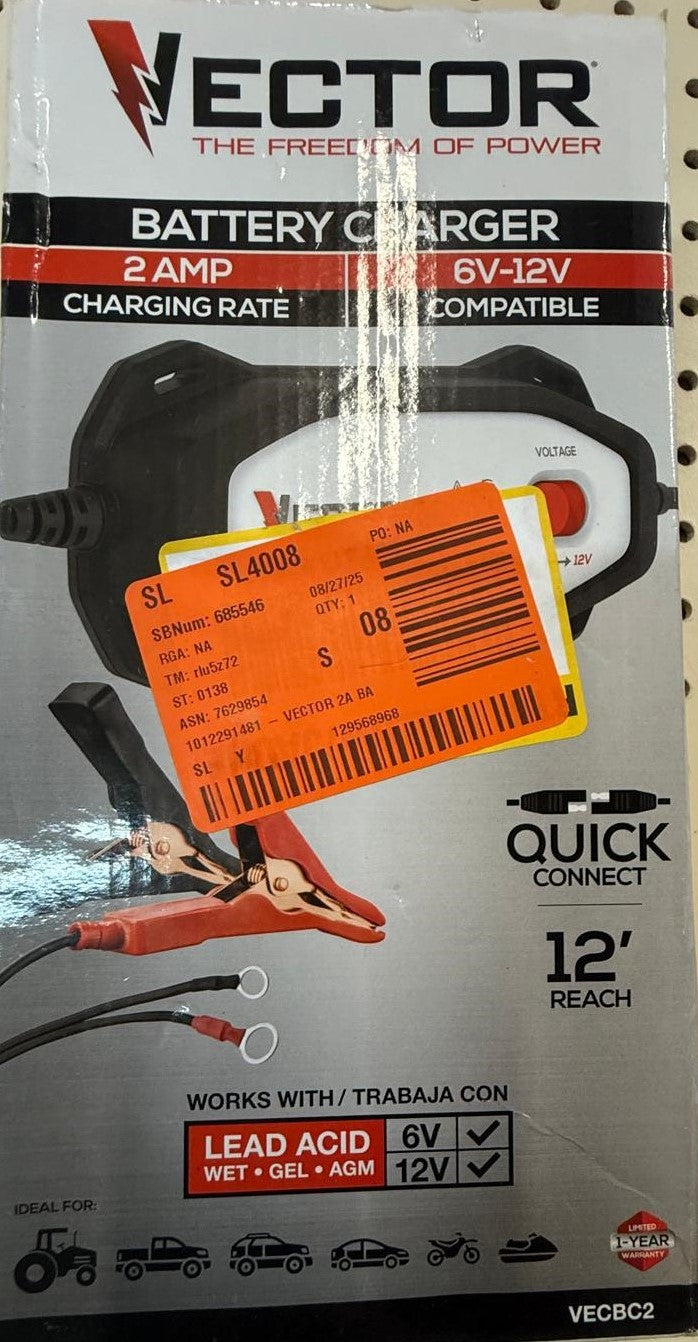 VECTOR
THE FREEDOM OF POWER
BATTERY CHARGER
2 AMP 6V-12V
CHARGING RATE COMPATIBLE
VOLTAGE
12V
SL SL4008 PO: NA
SBNum: 685546 08/27/25
RGA: NA QTY: 1
TM: rlu5z72 S 08
ST: 0138
ASN: 7629854
1012291481 - VECTOR 2A BA
SL Y 129568968
QUICK
CONNECT
12'
REACH
WORKS WITH / TRABAJA CON
LEAD ACID 6V
WET • GEL • AGM 12V
IDEAL FOR:
LIMITED
1-YEAR
WARRANTY
VECBC2